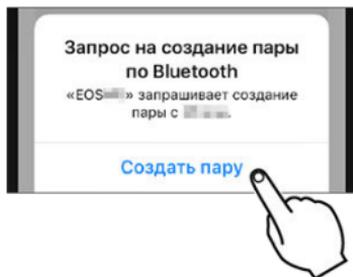 Запрос на создание пары
по Bluetooth
«EOS » запрашивает создание
пары с .
Создать пару